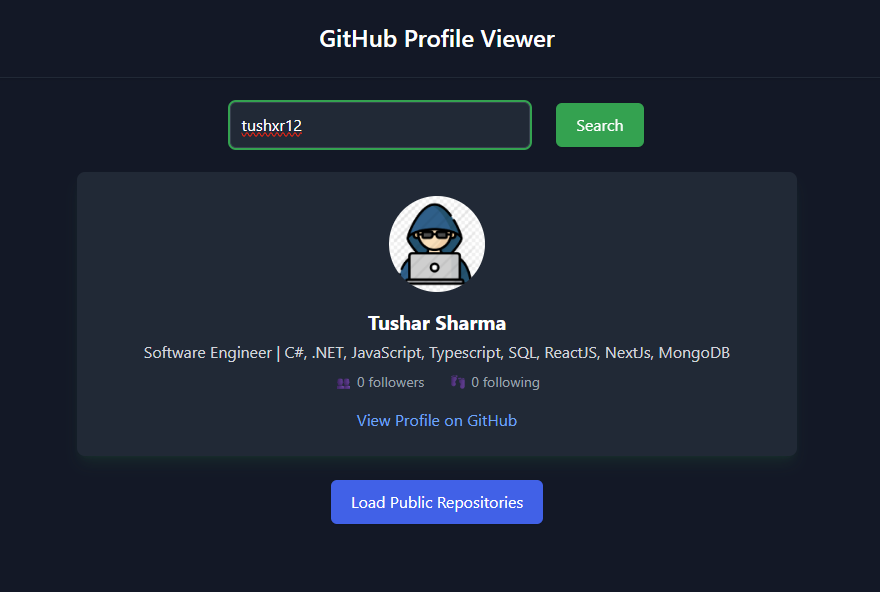 GitHub Profile Viewer
tushxr12
Search
Tushar Sharma
Software Engineer | C#, .NET, JavaScript, Typescript, SQL, ReactJS, NextJs, MongoDB
0 followers 0 following
View Profile on GitHub
Load Public Repositories